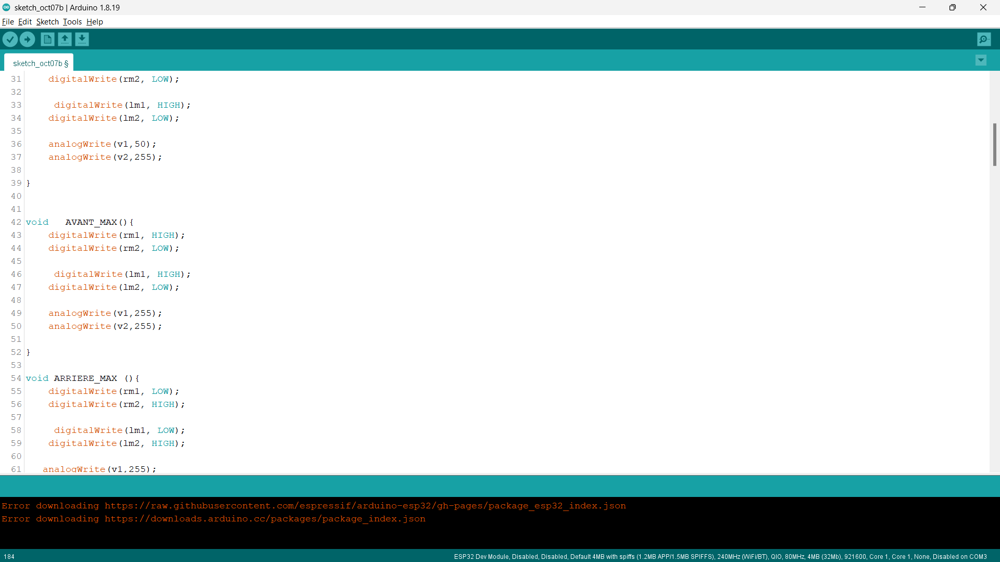 sketch_oct07b | Arduino 1.8.19
File Edit Sketch Tools Help
sketch_oct07b §
31 digitalWrite(rm2, LOW);
32
33 digitalWrite(lm1, HIGH);
34 digitalWrite(lm2, LOW);
35
36 analogWrite(v1,50);
37 analogWrite(v2,255);
38
39 }
40
41
42 void AVANT_MAX(){
43 digitalWrite(rm1, HIGH);
44 digitalWrite(rm2, LOW);
45
46 digitalWrite(lm1, HIGH);
47 digitalWrite(lm2, LOW);
48
49 analogWrite(v1,255);
50 analogWrite(v2,255);
51
52 }
53
54 void ARRIERE_MAX (){
55 digitalWrite(rm1, LOW);
56 digitalWrite(rm2, HIGH);
57
58 digitalWrite(lm1, LOW);
59 digitalWrite(lm2, HIGH);
60
61 analogWrite(v1,255);
Error downloading https://raw.githubusercontent.com/espressif/arduino-esp32/gh-pages/package_esp32_index.json
Error downloading https://downloads.arduino.cc/packages/package_index.json
184 ESP32 Dev Module, Disabled, Disabled, Default 4MB with spiffs (1.2MB APP/1.5MB SPIFFS), 240MHz (WiFi/BT), QIO, 80MHz, 4MB (32Mb), 921600, Core 1, Core 1, None, Disabled on COM3